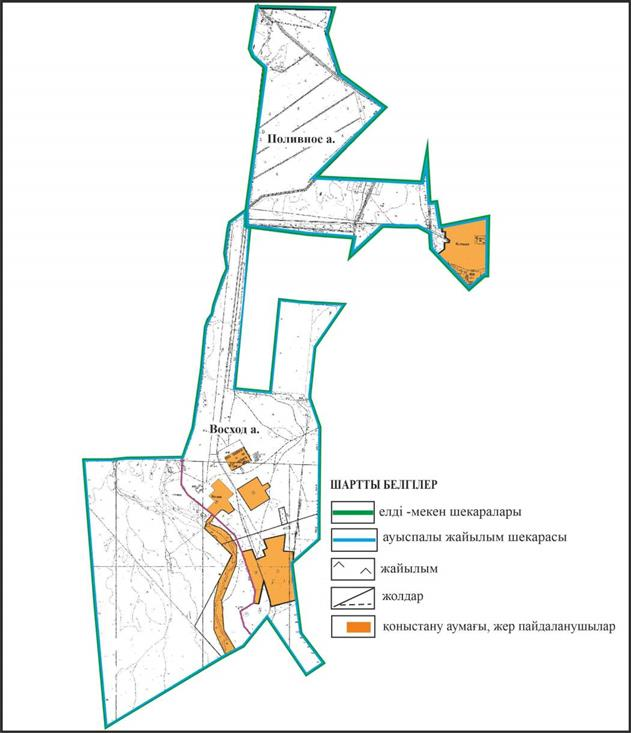 Поливное а.
Восход а.
ШАРТТЫ БЕЛГІЛЕР
елді -мекен шекаралары
ауыспалы жайылым шекарасы
жайылым
жолдар
қоныстану аумағы, жер пайдаланушылар